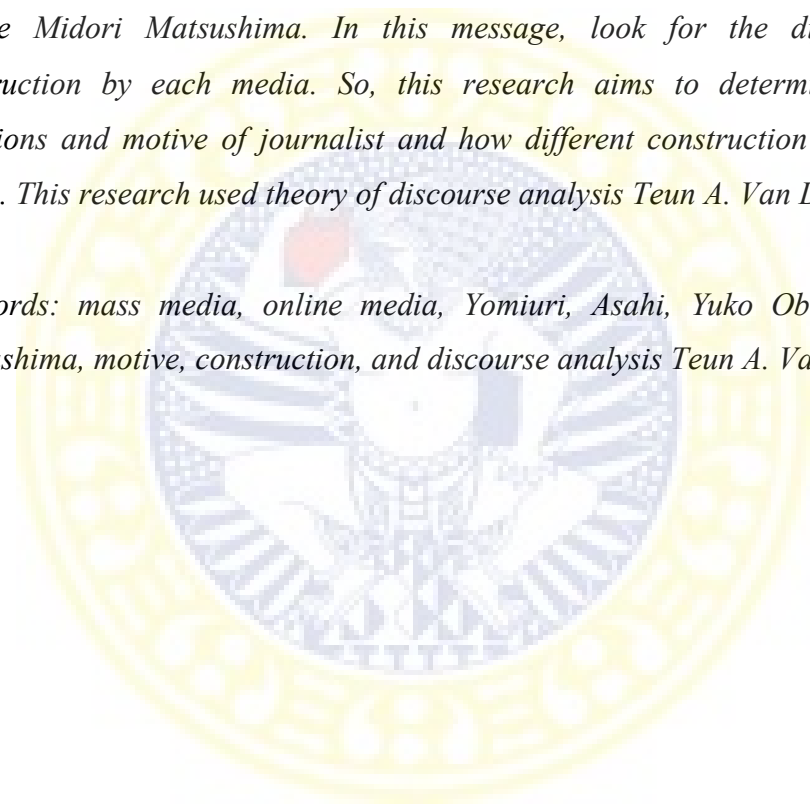 e Midori Matsushima. In this message, look for the di
ruction by each media. So, this research aims to determ
ions and motive of journalist and how different construction
. This research used theory of discourse analysis Teun A. Van
ords: mass media, online media, Yomiuri, Asahi, Yuko Ob
shima, motive, construction, and discourse analysis Teun A. Va